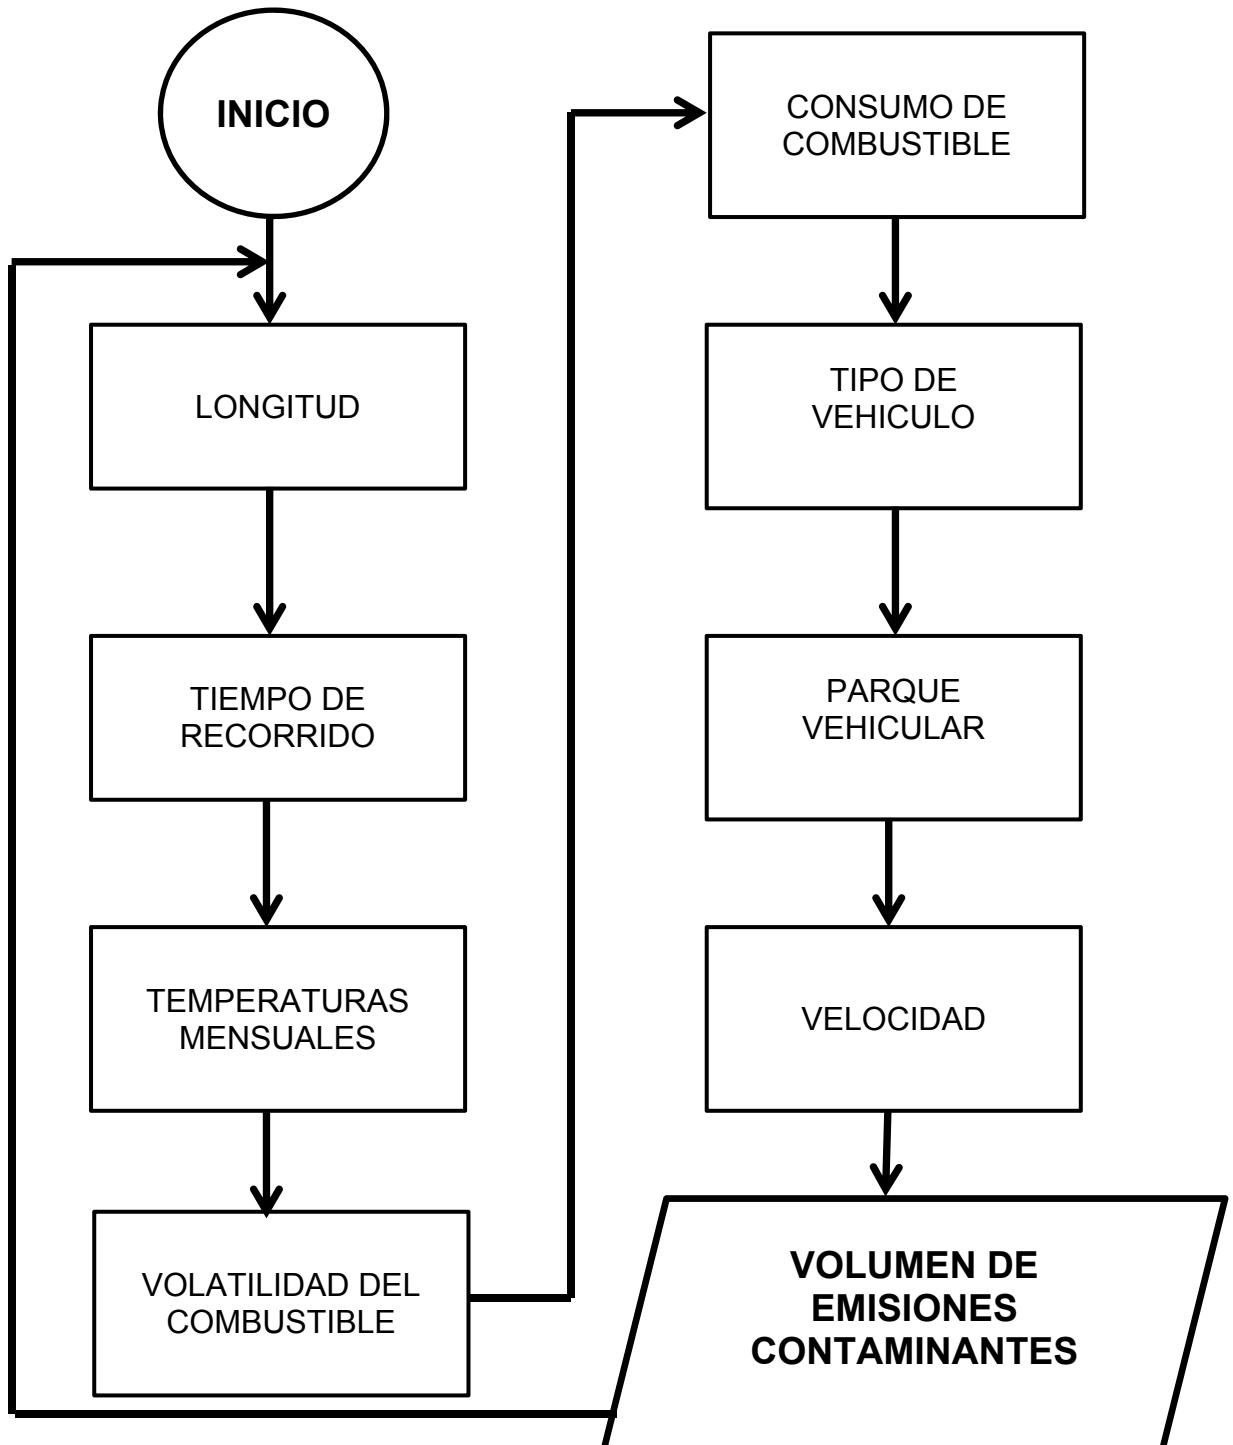 INICIO
LONGITUD
TIEMPO DE
RECORRIDO
TEMPERATURAS
MENSUALES
VOLATILIDAD DEL
COMBUSTIBLE
CONSUMO DE
COMBUSTIBLE
TIPO DE
VEHICULO
PARQUE
VEHICULAR
VELOCIDAD
VOLUMEN DE
EMISIONES
CONTAMINANTES